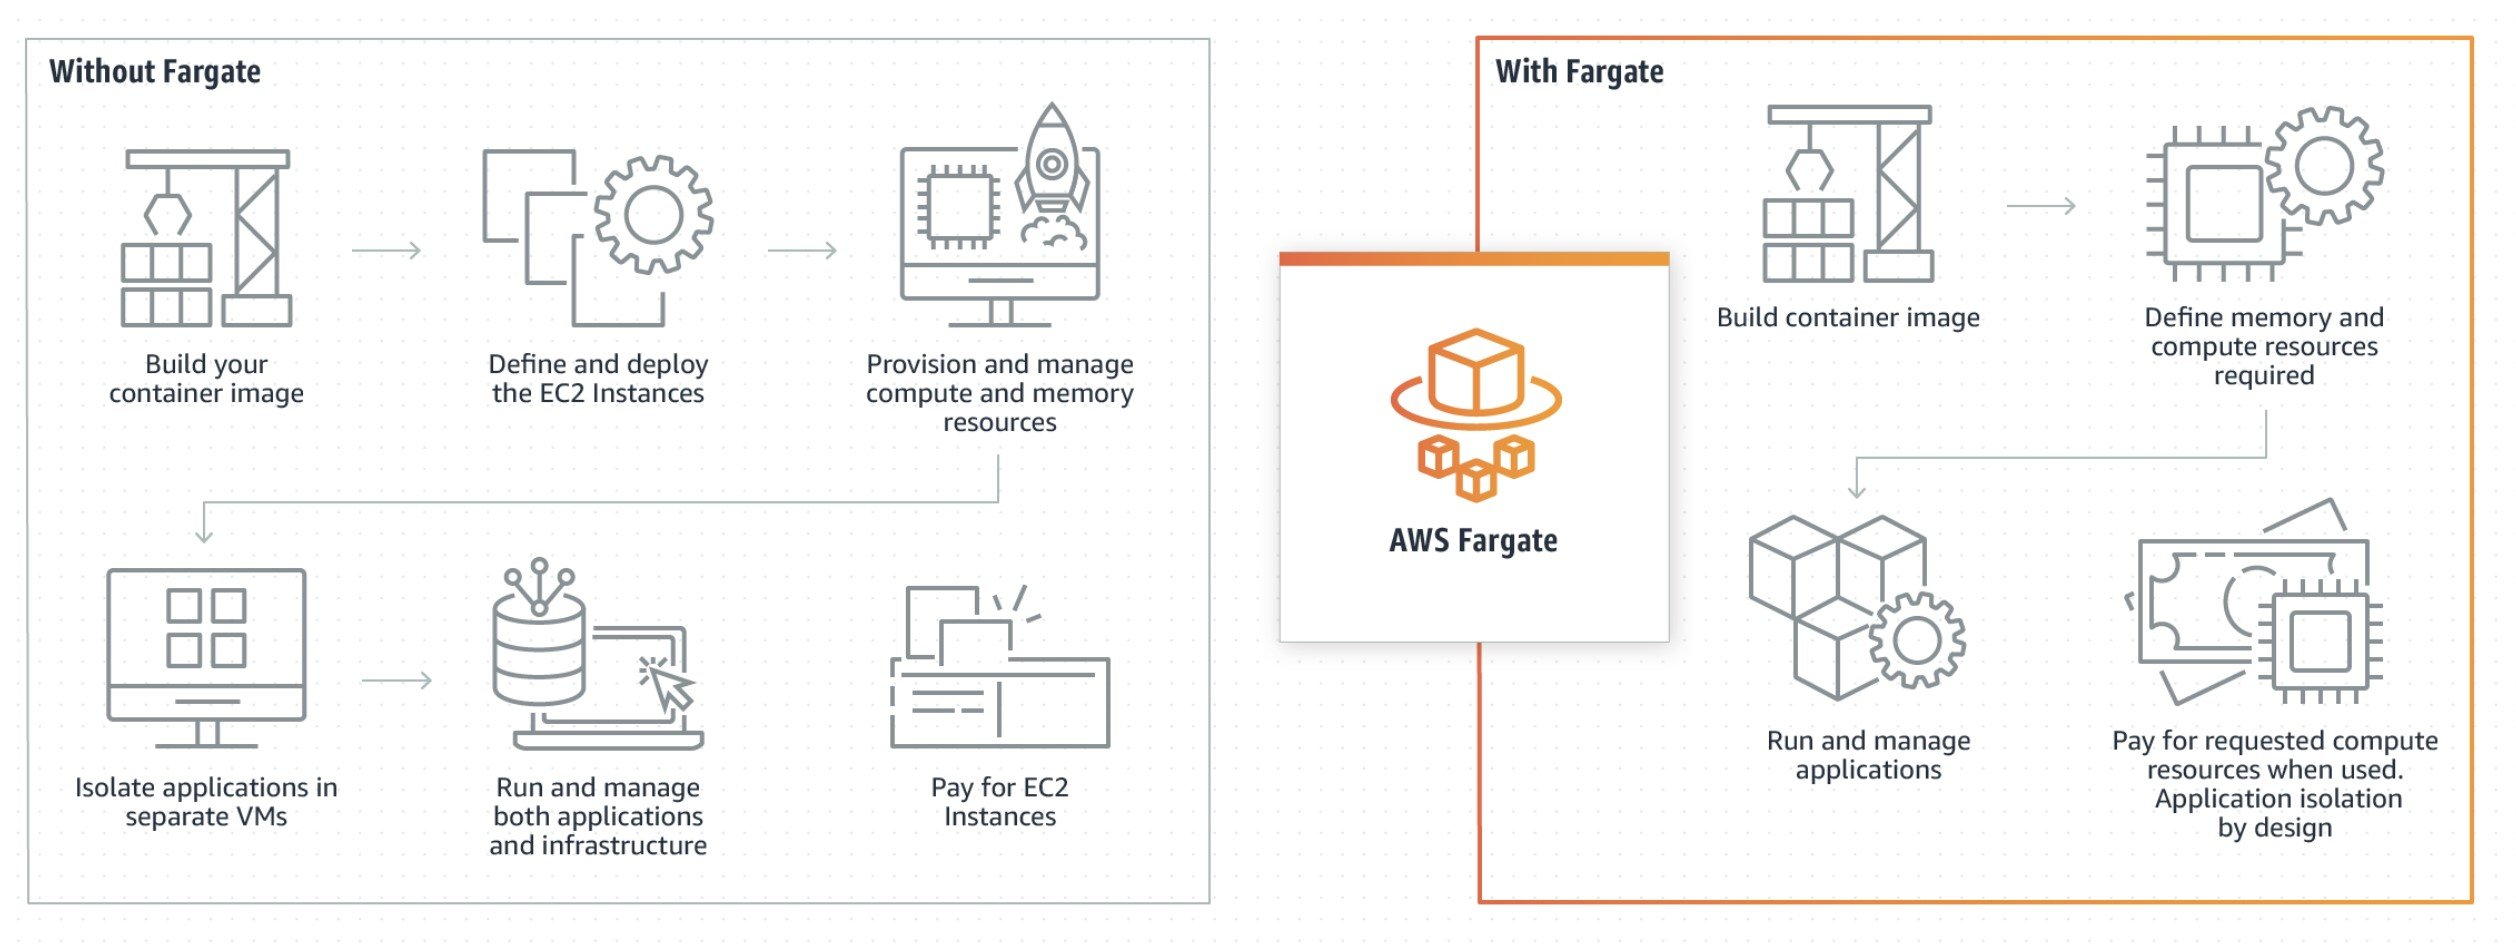 Without Fargate
Build your
container image
Define and deploy
the EC2 Instances
Provision and manage
compute and memory
resources
Isolate applications in
separate VMs
Run and manage
both applications
and infrastructure
Pay for EC2
Instances
AWS Fargate
With Fargate
Build container image
Define memory and
compute resources
required
Run and manage
applications
Pay for requested compute
resources when used.
Application isolation
by design